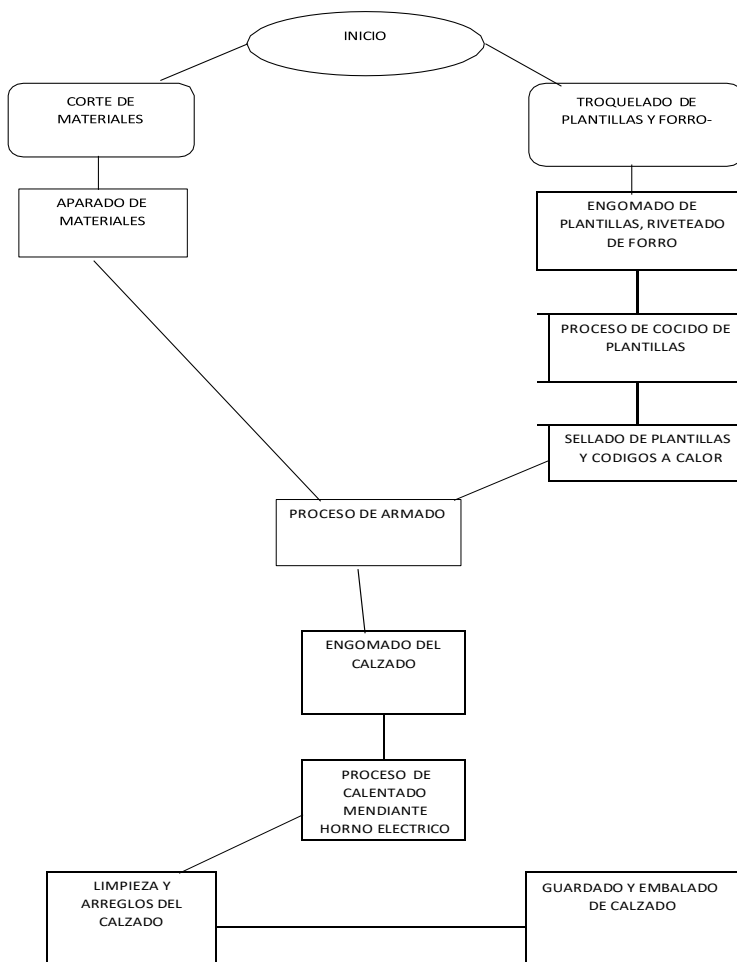 INICIO
CORTE DE
MATERIALES
TROQUELADO DE
PLANTILLAS Y FORRO-
APARADO DE
MATERIALES
ENGOMADO DE
PLANTILLAS, RIVETEADO
DE FORRO
PROCESO DE COCIDO DE
PLANTILLAS
SELLADO DE PLANTILLAS
Y CODIGOS A CALOR
PROCESO DE ARMADO
ENGOMADO DEL
CALZADO
PROCESO DE
CALENTADO
MENDIANTE
HORNO ELECTRICO
LIMPIEZA Y
ARREGLOS DEL
CALZADO
GUARDADO Y EMBALADO
DE CALZADO